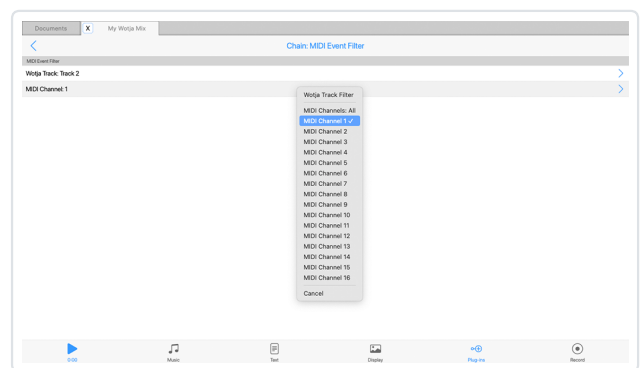 Documents X My Wotja Mix
Chain: MIDI Event Filter
MIDI Event Filter
Wotja Track: Track 2
MIDI Channel: 1
Wotja Track Filter
MIDI Channels: All
MIDI Channel 1 ✓
MIDI Channel 2
MIDI Channel 3
MIDI Channel 4
MIDI Channel 5
MIDI Channel 6
MIDI Channel 7
MIDI Channel 8
MIDI Channel 9
MIDI Channel 10
MIDI Channel 11
MIDI Channel 12
MIDI Channel 13
MIDI Channel 14
MIDI Channel 15
MIDI Channel 16
Cancel
0:00 Music Text Display Plug-ins Record